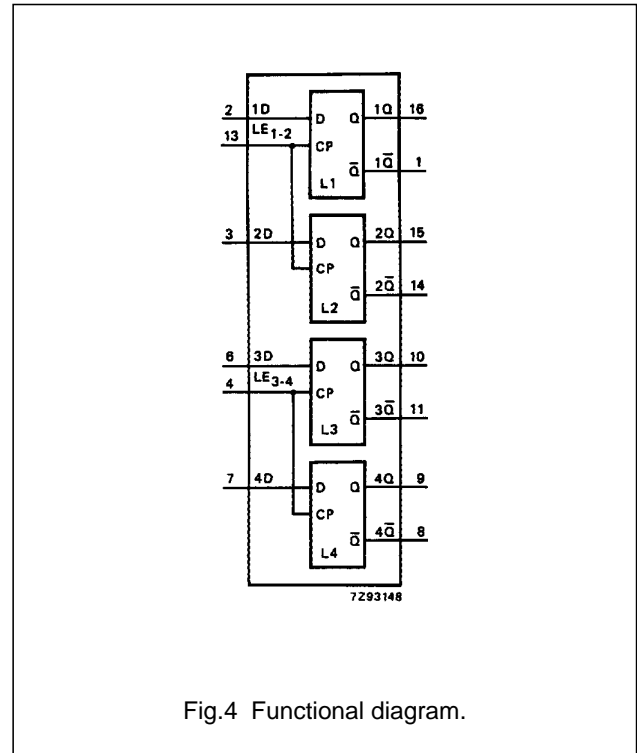 2 1D D Q 1Q 16
13 LE1-2 CP
Q̅ 1Q̅ 1
L1
3 2D D Q 2Q 15
CP
Q̅ 2Q̅ 14
L2
6 3D D Q 3Q 10
4 LE3-4 CP
Q̅ 3Q̅ 11
L3
7 4D D Q 4Q 9
CP
Q̅ 4Q̅ 8
L4
7Z93148
Fig.4 Functional diagram.